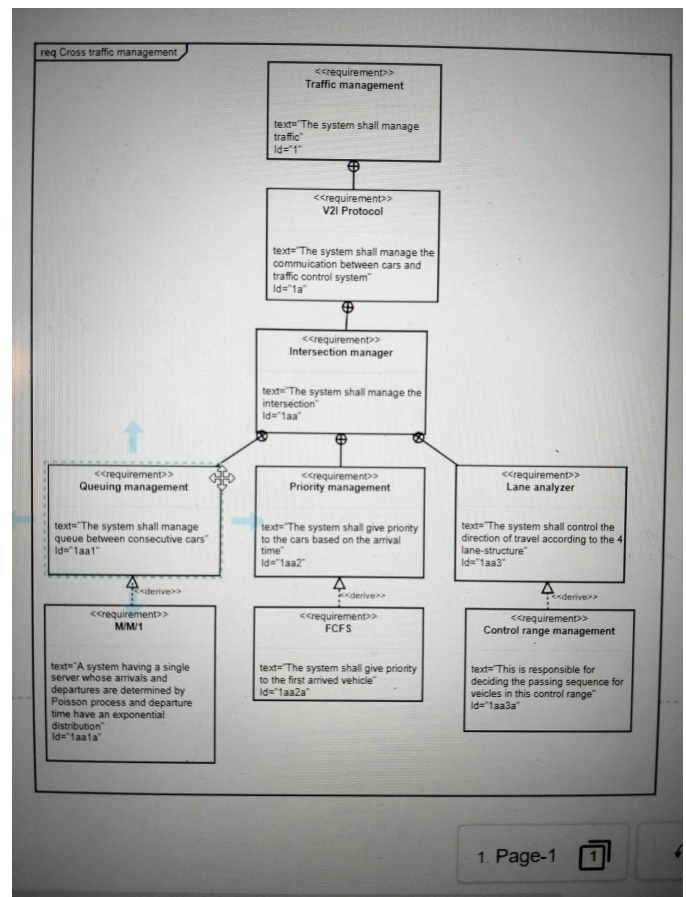 req Cross traffic management
<<requirement>>
Traffic management
text="The system shall manage
traffic"
Id="1"
<<requirement>>
V2I Protocol
text="The system shall manage the
commuication between cars and
traffic control system"
Id="1a"
<<requirement>>
Intersection manager
text="The system shall manage the
intersection"
Id="1aa"
<<requirement>>
Queuing management
text="The system shall manage
queue between consecutive cars"
Id="1aa1"
<<requirement>>
Priority management
text="The system shall give priority
to the cars based on the arrival
time"
Id="1aa2"
<<requirement>>
Lane analyzer
text="The system shall control the
direction of travel according to the 4
lane-structure"
Id="1aa3"
<<derive>>
<<derive>>
<<derive>>
<<requirement>>
M/M/1
text="A system having a single
server whose arrivals and
departures are determined by
Poisson process and departure
time have an exponential
distribution"
Id="1aa1a"
<<requirement>>
FCFS
text="The system shall give priority
to the first arrived vehicle"
Id="1aa2a"
<<requirement>>
Control range management
text="This is responsible for
deciding the passing sequence for
veicles in this control range"
Id="1aa3a"
1. Page-1
1